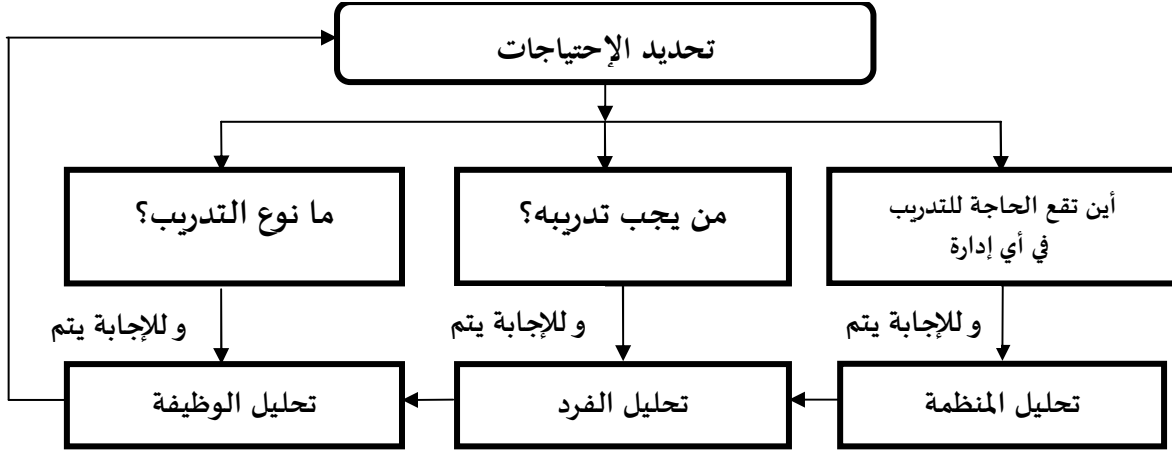 تحديد الإحتياجات
أين تقع الحاجة للتدريب
في أي إدارة
من يجب تدريبه؟
ما نوع التدريب؟
و للإجابة يتم
و للإجابة يتم
و للإجابة يتم
تحليل المنظمة
تحليل الفرد
تحليل الوظيفة